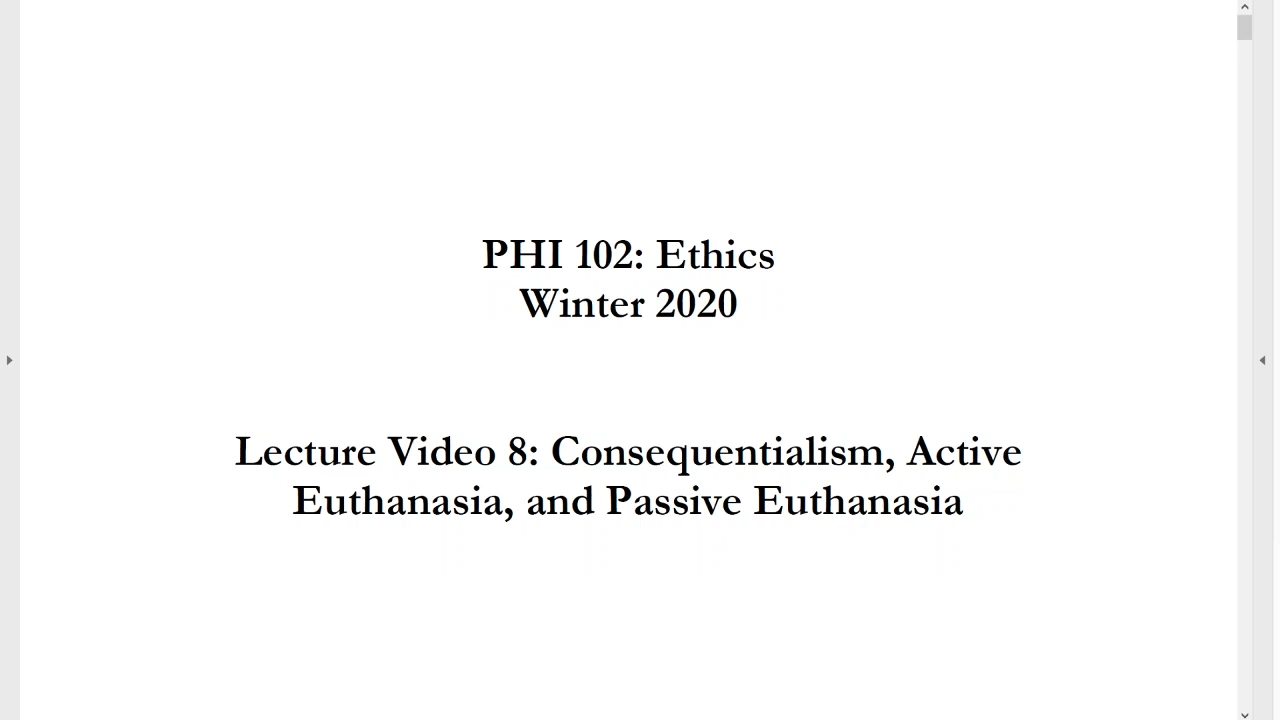 PHI 102: Ethics
Winter 2020
Lecture Video 8: Consequentialism, Active
Euthanasia, and Passive Euthanasia